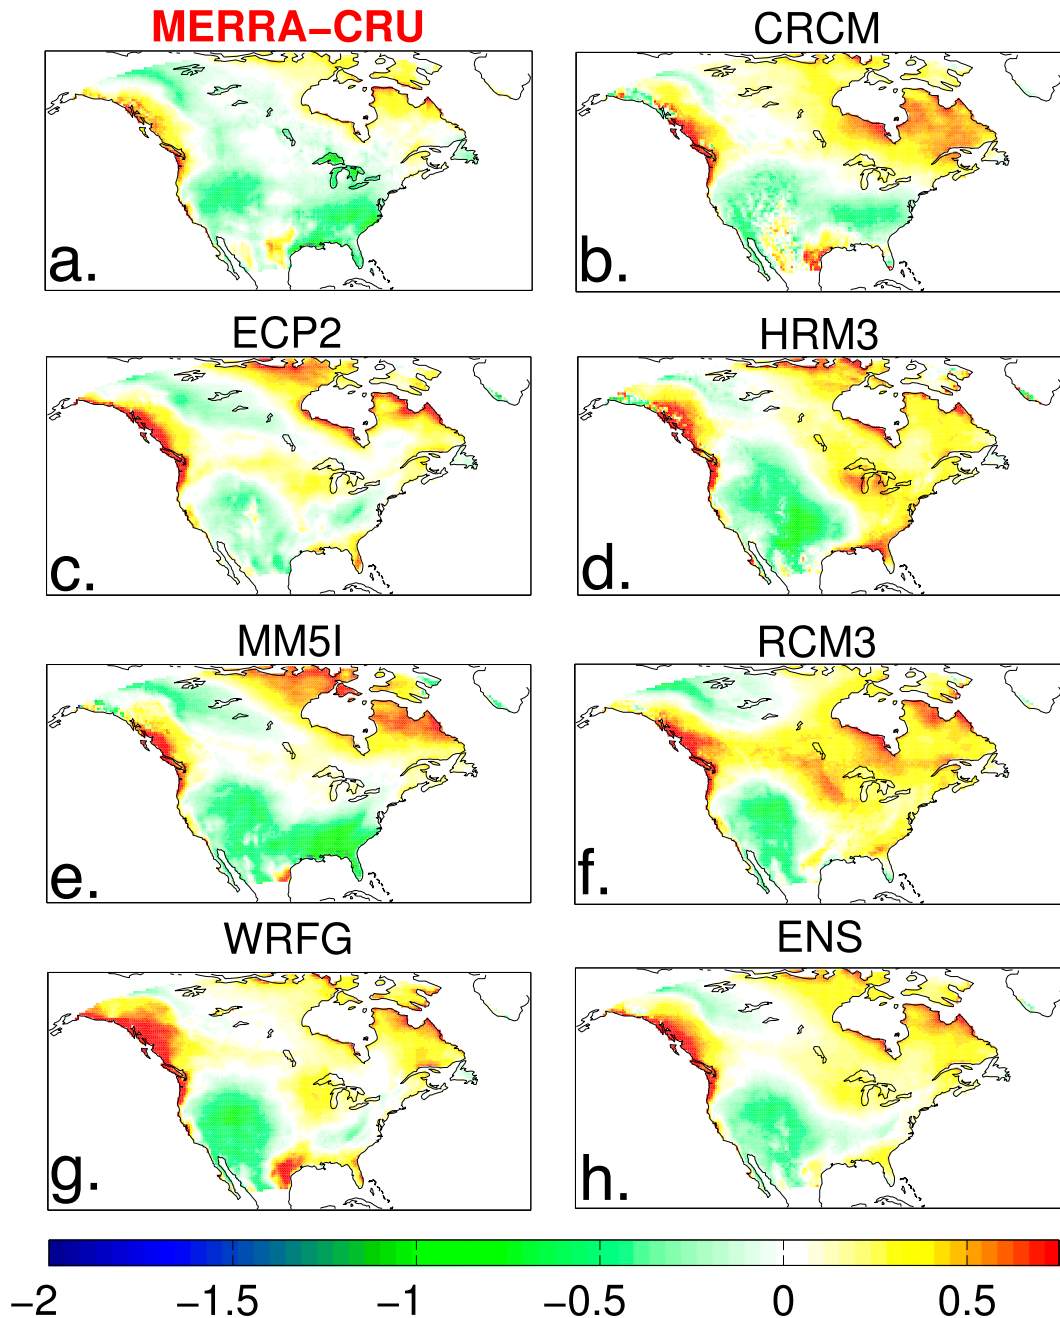 MERRA−CRU
CRCM
a.
b.
ECP2
HRM3
c.
d.
MM5I
RCM3
e.
f.
WRFG
ENS
g.
h.
−2 −1.5 −1 −0.5 0 0.5